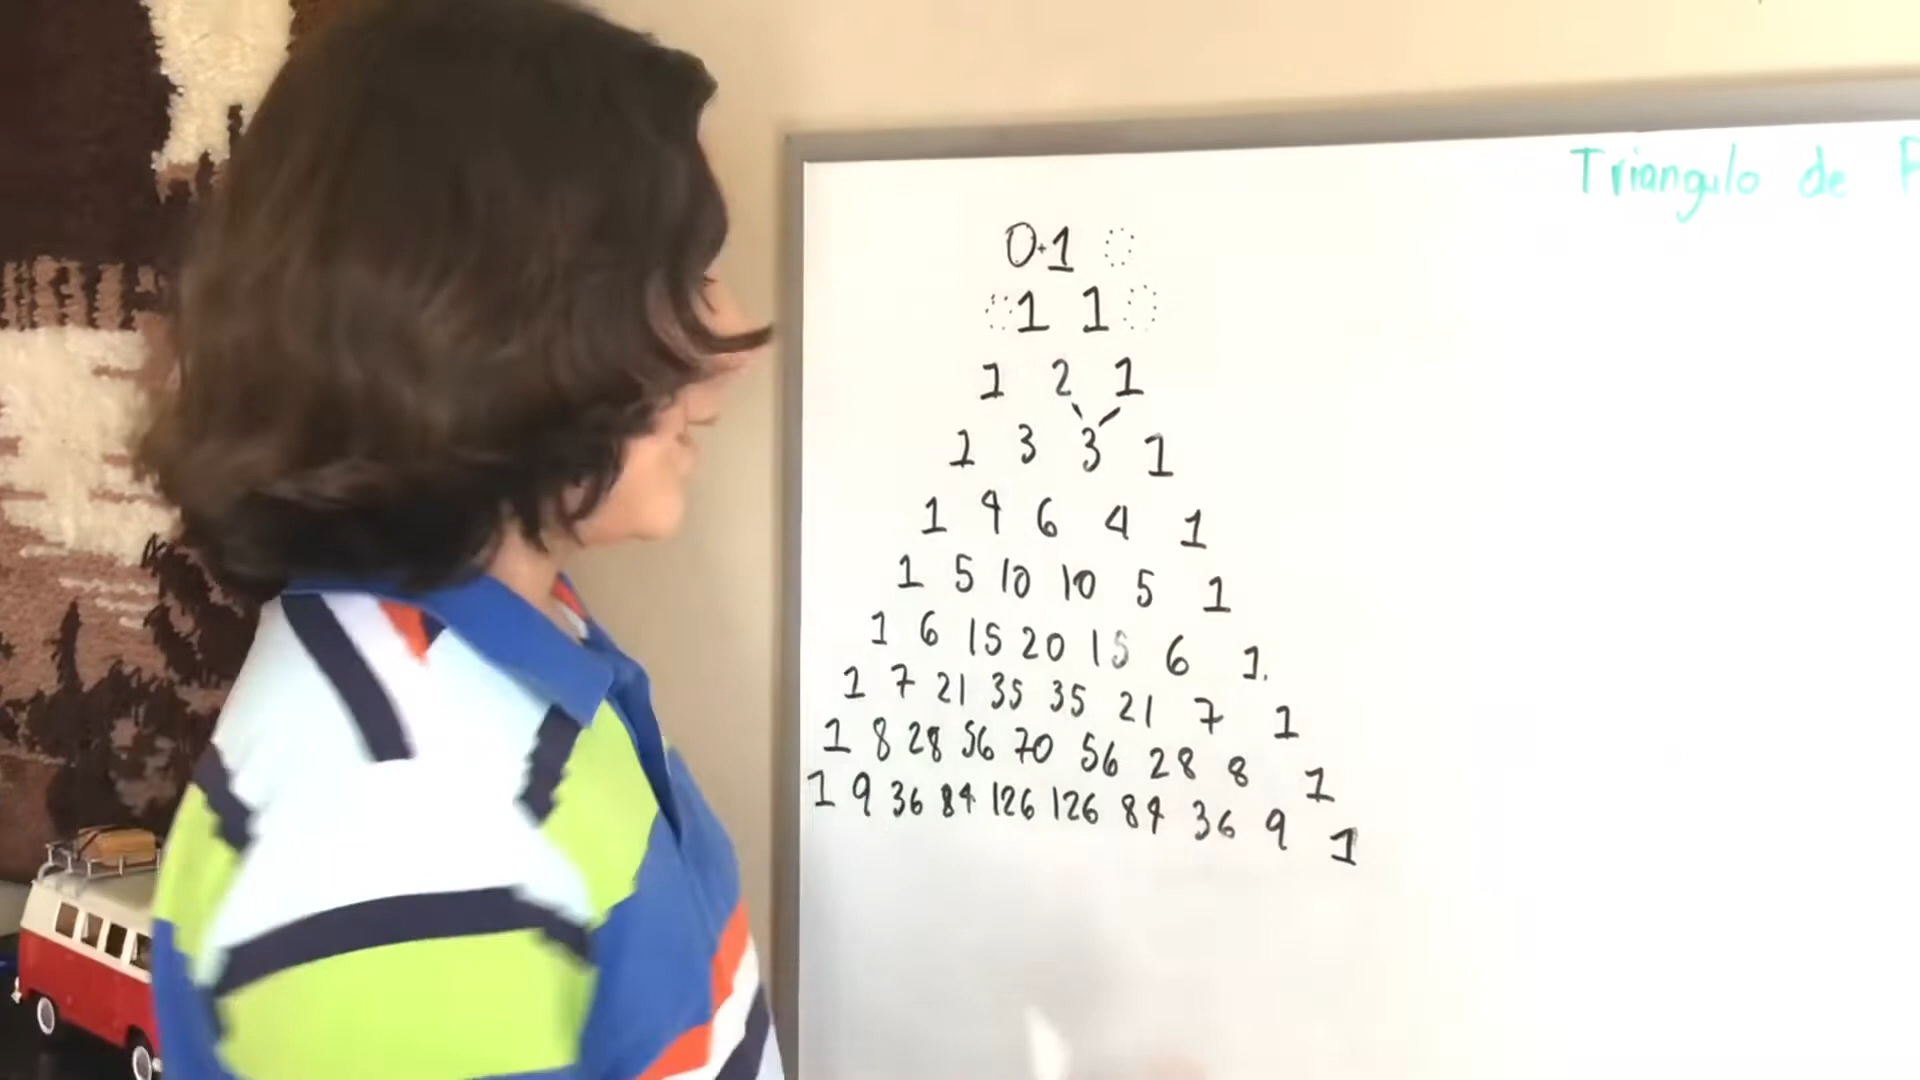 Triangulo de P
0+1
1 1
1 2 1
1 3 3 1
1 4 6 4 1
1 5 10 10 5 1
1 6 15 20 15 6 1.
1 7 21 35 35 21 7 1
1 8 28 56 70 56 28 8 1
1 9 36 84 126 126 84 36 9 1